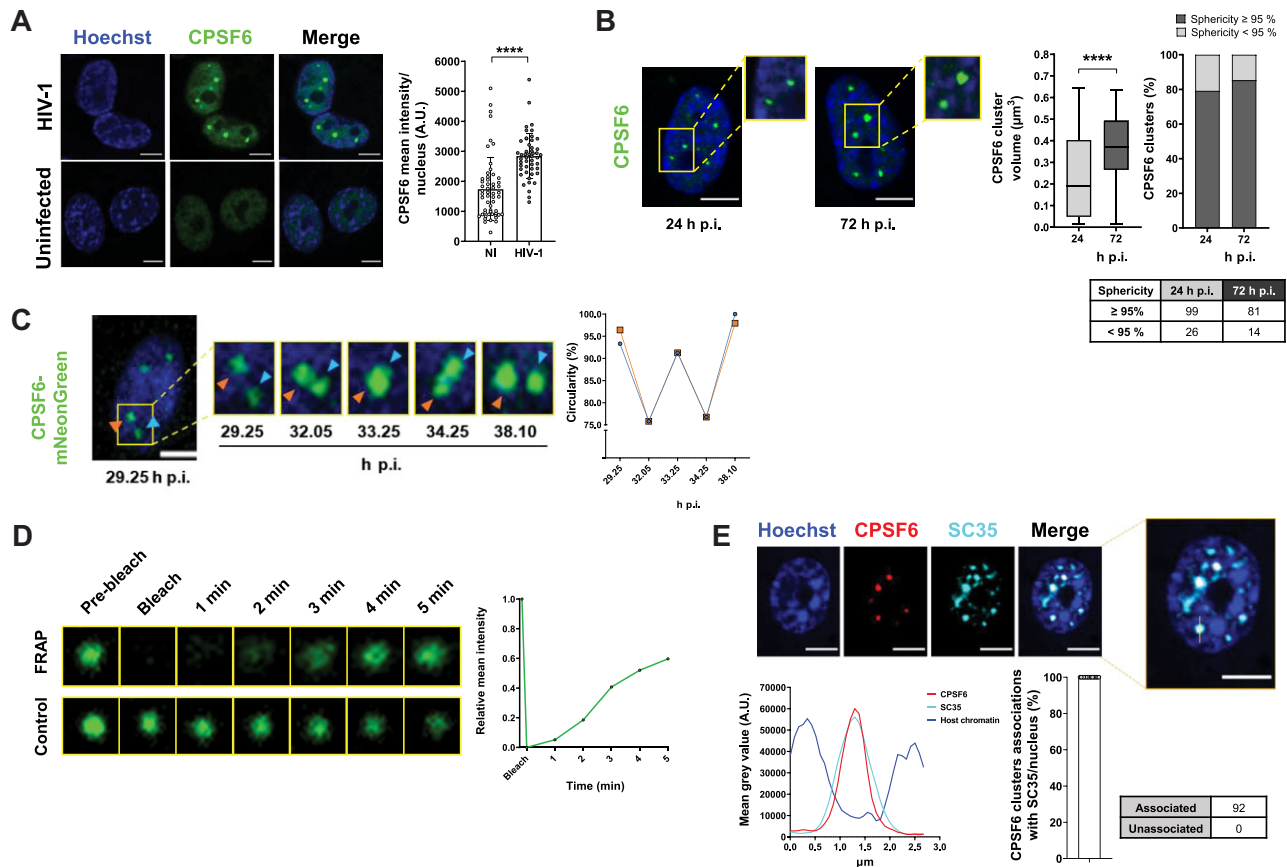 A
Hoechst
CPSF6
Merge
HIV-1
Uninfected
CPSF6 mean intensity/
nucleus (A.U.)
6000
5000
4000
3000
2000
1000
0
****
NI
HIV-1
B
CPSF6
24 h p.i.
72 h p.i.
Sphericity ≥ 95 %
Sphericity < 95 %
CPSF6 cluster
volume (µm³)
0.8
0.7
0.6
0.5
0.4
0.3
0.2
0.1
0.0
****
24
72
h p.i.
CPSF6 clusters (%)
100
80
60
40
20
0
24
72
h p.i.
Sphericity 24 h p.i. 72 h p.i.
≥ 95% 99 81
< 95 % 26 14
C
CPSF6-
mNeonGreen
29.25 h p.i.
29.25 32.05 33.25 34.25 38.10
h p.i.
Circularity (%)
100.0
95.0
90.0
85.0
80.0
75.0
29.25
32.05
33.25
34.25
38.10
h p.i.
D
Pre-bleach
Bleach
1 min
2 min
3 min
4 min
5 min
FRAP
Control
Relative mean intensity
1.0
0.8
0.6
0.4
0.2
0.0
Bleach
1
2
3
4
5
Time (min)
E
Hoechst
CPSF6
SC35
Merge
Mean grey value (A.U.)
70000
60000
50000
40000
30000
20000
10000
0
0.0 0.5 1.0 1.5 2.0 2.5 3.0
µm
CPSF6
SC35
Host chromatin
CPSF6 clusters associations
with SC35/nucleus (%)
100
80
60
40
20
0
Associated 92
Unassociated 0